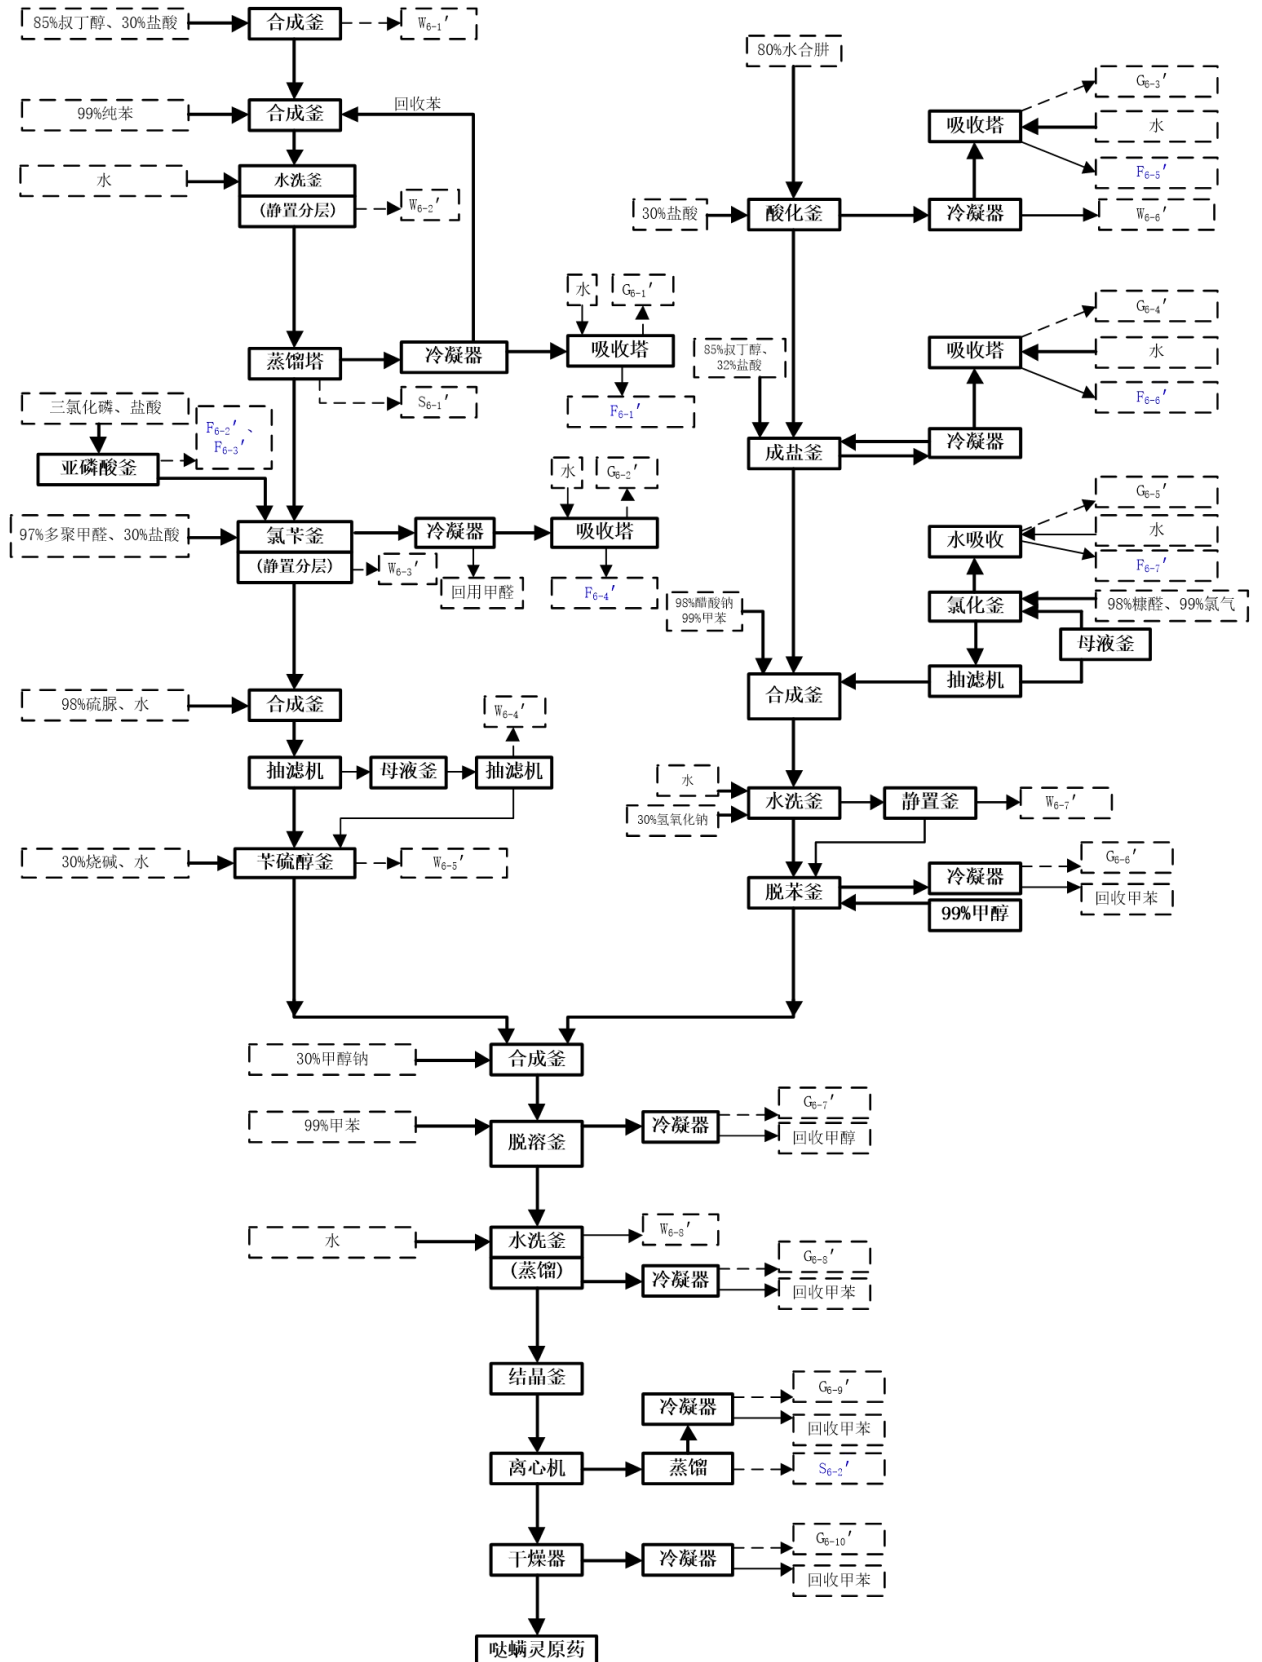 85%叔丁醇、30%盐酸
合成釜
W6-1′
99%纯苯
合成釜
回收苯
水
水洗釜
(静置分层)
W6-2′
蒸馏塔
冷凝器
水
G6-1′
吸收塔
S6-1′
F6-1′
三氯化磷、盐酸
F6-2′、
F6-3′
亚磷酸釜
97%多聚甲醛、30%盐酸
氯苄釜
(静置分层)
冷凝器
水
G6-2′
吸收塔
W6-3′
回用甲醛
F6-4′
98%硫脲、水
合成釜
W6-4′
抽滤机
母液釜
抽滤机
30%烧碱、水
苄硫醇釜
W6-5′
80%水合肼
G6-3′
吸收塔
水
F6-5′
30%盐酸
酸化釜
冷凝器
W6-6′
G6-4′
85%叔丁醇、
32%盐酸
吸收塔
水
F6-6′
成盐釜
冷凝器
G6-5′
水吸收
水
F6-7′
98%醋酸钠
99%甲苯
氯化釜
98%糠醛、99%氯气
母液釜
合成釜
抽滤机
水
30%氢氧化钠
水洗釜
静置釜
W6-7′
脱苯釜
冷凝器
G6-6′
回收甲苯
99%甲醇
30%甲醇钠
合成釜
99%甲苯
脱溶釜
冷凝器
G6-7′
回收甲醇
水
水洗釜
(蒸馏)
W6-8′
冷凝器
G6-8′
回收甲苯
结晶釜
冷凝器
G6-9′
回收甲苯
离心机
蒸馏
S6-2′
干燥器
冷凝器
G6-10′
回收甲苯
哒螨灵原药